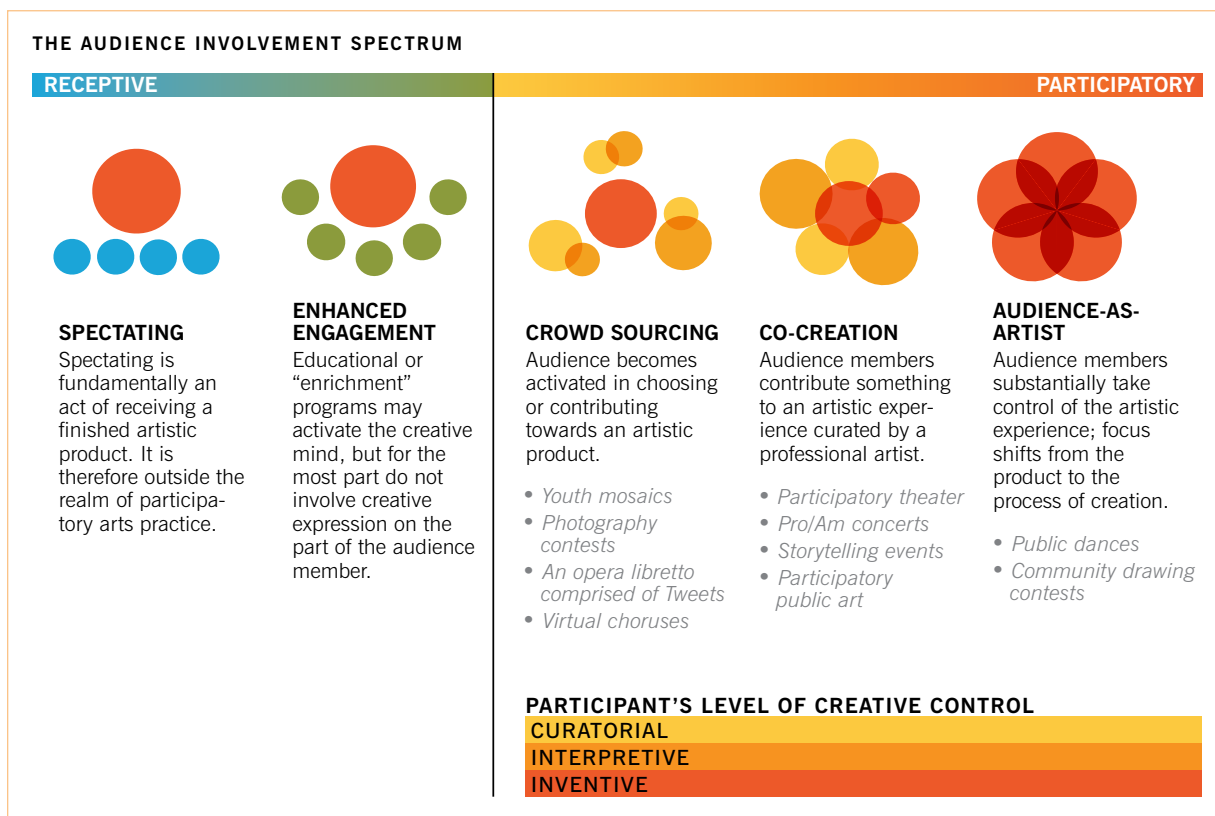 THE AUDIENCE INVOLVEMENT SPECTRUM
RECEPTIVE
PARTICIPATORY
SPECTATING
Spectating is
fundamentally an
act of receiving a
finished artistic
product. It is
therefore outside the
realm of participa-
tory arts practice.
ENHANCED
ENGAGEMENT
Educational or
“enrichment”
programs may
activate the creative
mind, but for the
most part do not
involve creative
expression on the
part of the audience
member.
CROWD SOURCING
Audience becomes
activated in choosing
or contributing
towards an artistic
product.
• Youth mosaics
• Photography
contests
• An opera libretto
comprised of Tweets
• Virtual choruses
CO-CREATION
Audience members
contribute something
to an artistic exper-
ience curated by a
professional artist.
• Participatory theater
• Pro/Am concerts
• Storytelling events
• Participatory
public art
AUDIENCE-AS-
ARTIST
Audience members
substantially take
control of the artistic
experience; focus
shifts from the
product to the
process of creation.
• Public dances
• Community drawing
contests
PARTICIPANT’S LEVEL OF CREATIVE CONTROL
CURATORIAL
INTERPRETIVE
INVENTIVE